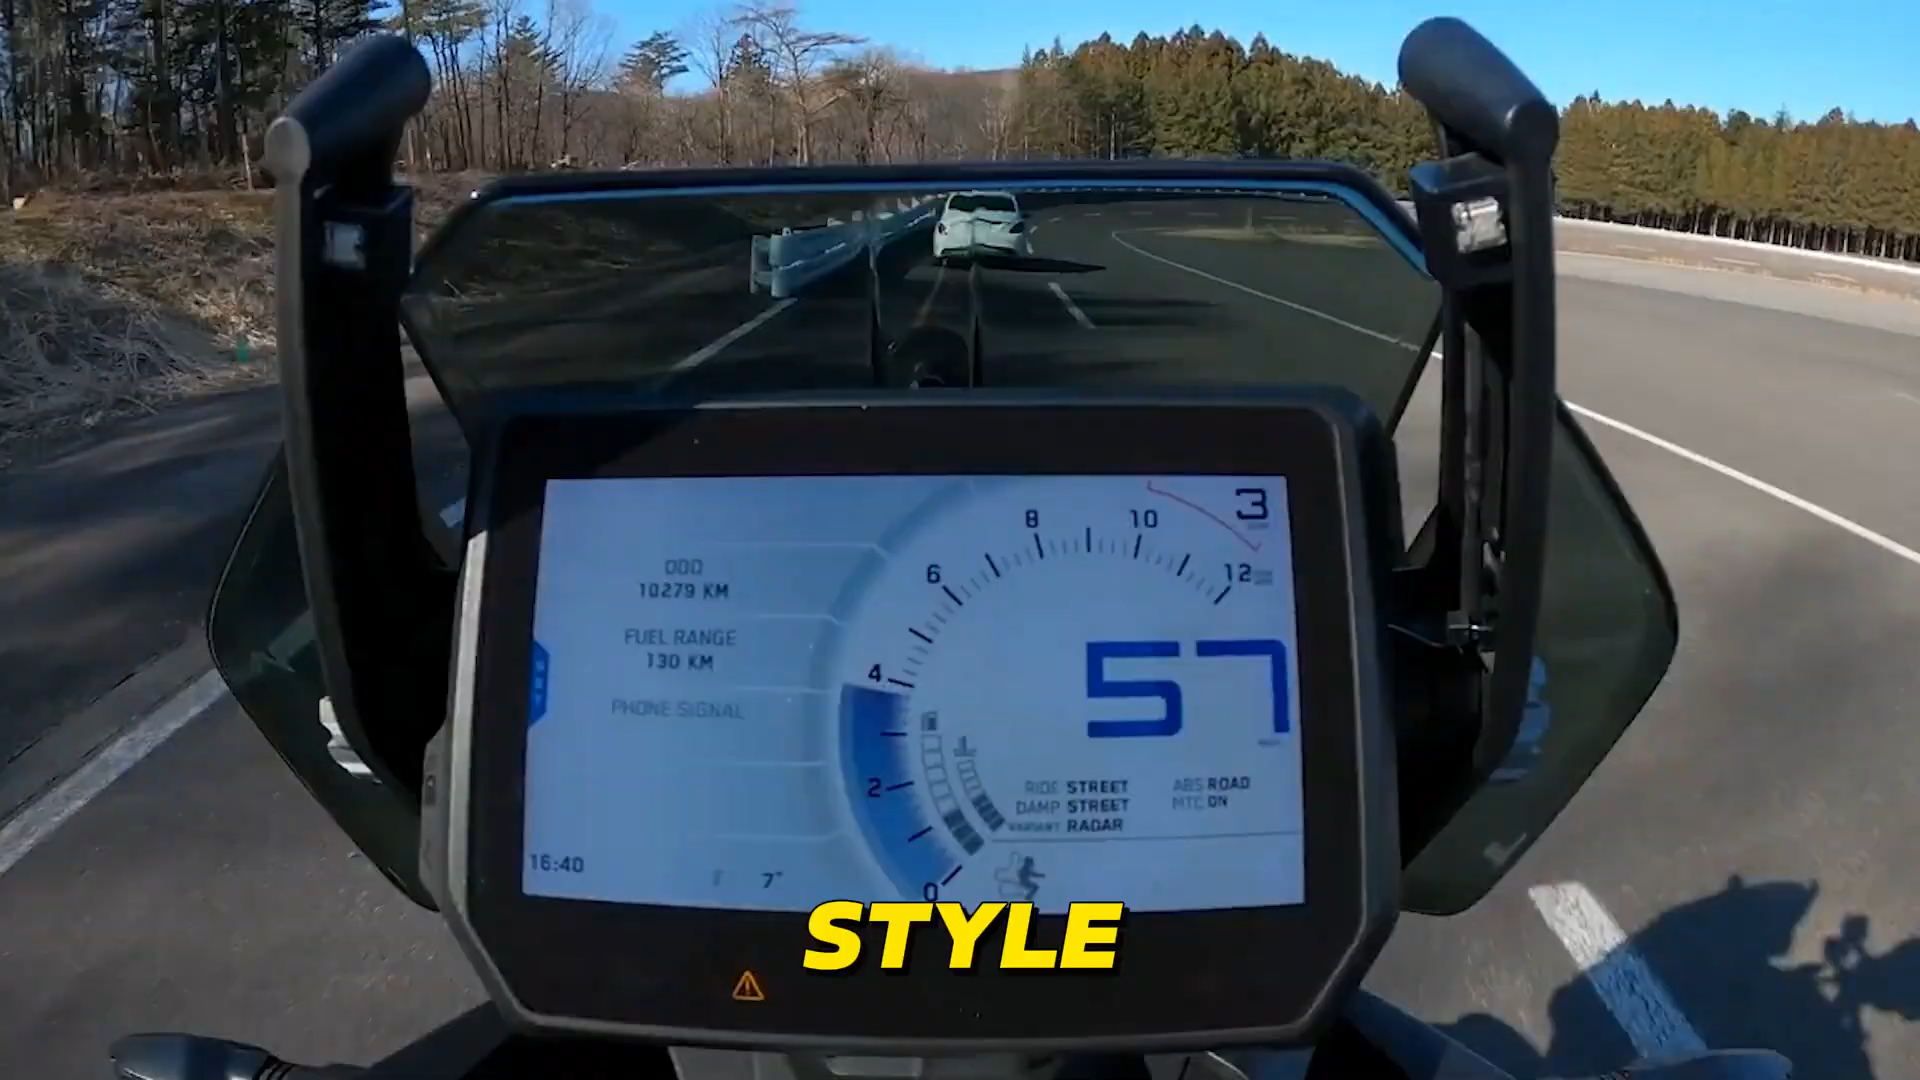 3
8
10
6
12
ODO
10279 KM
FUEL RANGE
130 KM
4
57
PHONE SIGNAL
2
RIDE STREET
ABS ROAD
DAMP STREET
MTC ON
VARIANT RADAR
16:40
7°
0
STYLE